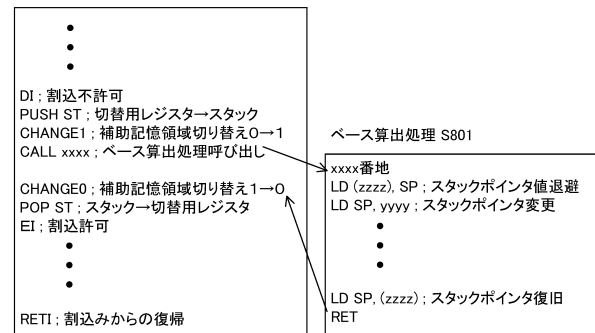 DI ; 割込不許可
PUSH ST ; 切替用レジスタ→スタック
CHANGE1 ; 補助記憶領域切り替え0→1
CALL xxxx ; ベース算出処理呼び出し
CHANGE0 ; 補助記憶領域切り替え1→0
POP ST ; スタック→切替用レジスタ
EI ; 割込許可
RETI ; 割込みからの復帰
ベース算出処理 S801
xxxx番地
LD (zzzz), SP ; スタックポインタ値退避
LD SP, yyyy ; スタックポインタ変更
LD SP, (zzzz) ; スタックポインタ復旧
RET